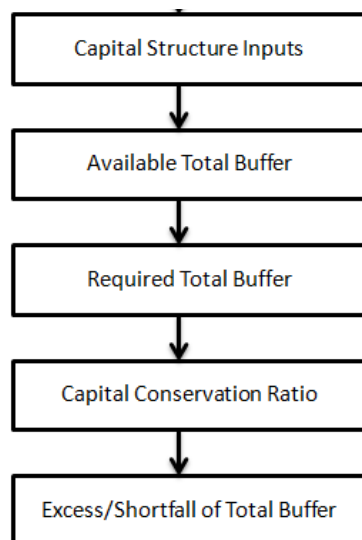 Capital Structure Inputs
Available Total Buffer
Required Total Buffer
Capital Conservation Ratio
Excess/Shortfall of Total Buffer